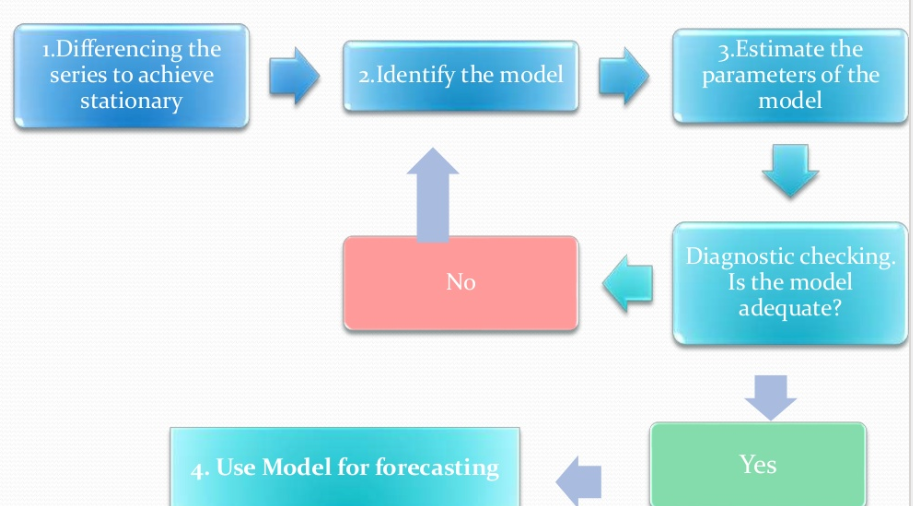 1.Differencing the
series to achieve
stationary
2.Identify the model
3.Estimate the
parameters of the
model
Diagnostic checking.
Is the model
adequate?
No
Yes
4. Use Model for forecasting